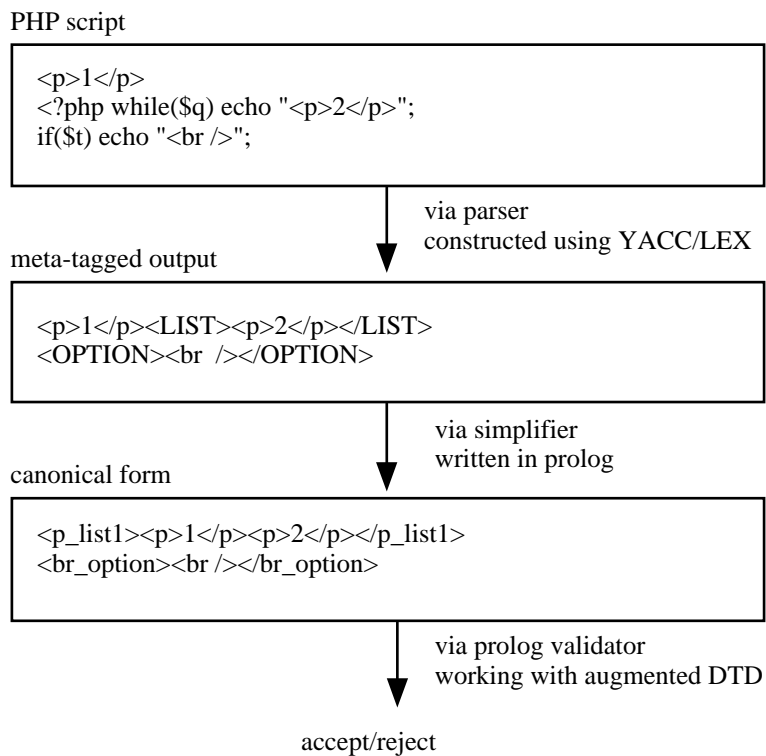 PHP script
<p>1</p>
<?php while($q) echo "<p>2</p>";
if($t) echo "<br />";
via parser
constructed using YACC/LEX
meta-tagged output
<p>1</p><LIST><p>2</p></LIST>
<OPTION><br  /></OPTION>
via simplifier
written in prolog
canonical form
<p_list1><p>1</p><p>2</p></p_list1>
<br_option><br /></br_option>
via prolog validator
working with augmented DTD
accept/reject